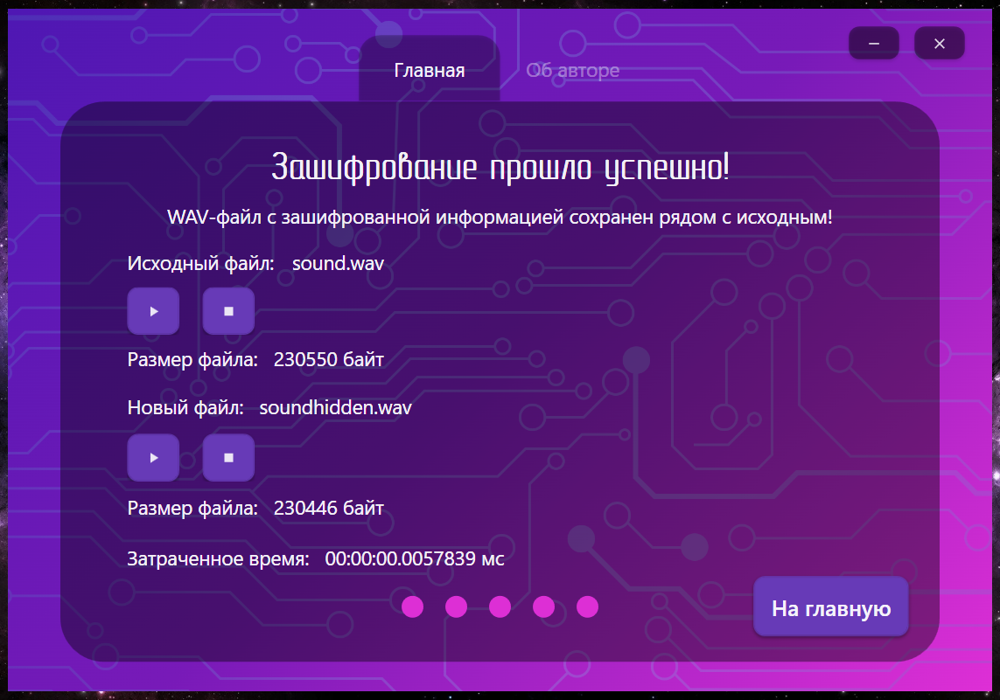 Главная
Об авторе
Зашифрование прошло успешно!
WAV-файл с зашифрованной информацией сохранен рядом с исходным!
Исходный файл: sound.wav
Размер файла: 230550 байт
Новый файл: soundhidden.wav
Размер файла: 230446 байт
Затраченное время: 00:00:00.0057839 мс
На главную